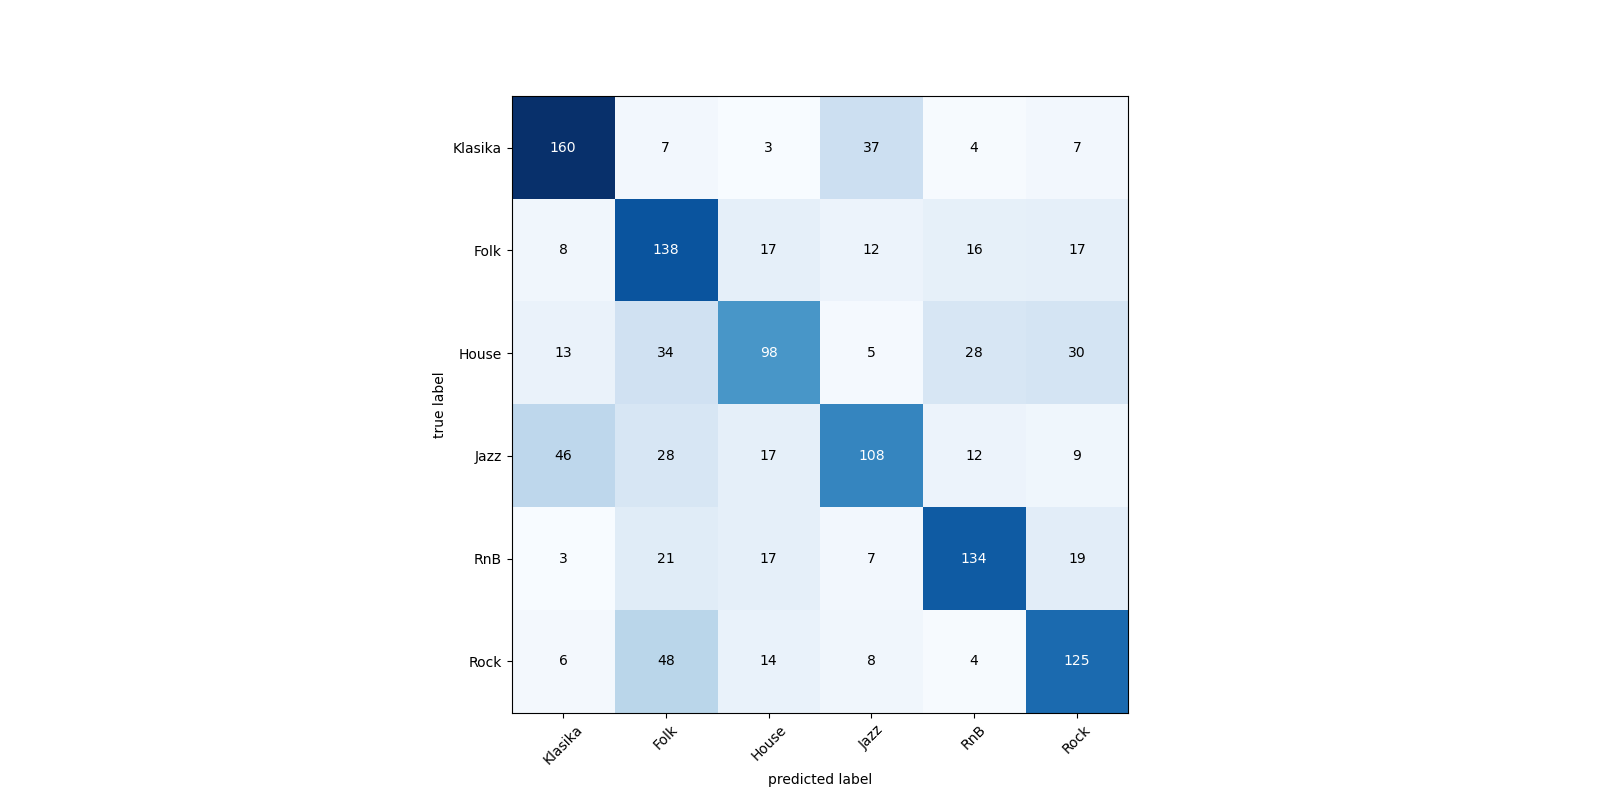 Klasika 160 7 3 37 4 7
Folk 8 138 17 12 16 17
House 13 34 98 5 28 30
Jazz 46 28 17 108 12 9
RnB 3 21 17 7 134 19
Rock 6 48 14 8 4 125
Klasika Folk House Jazz RnB Rock
predicted label
true label